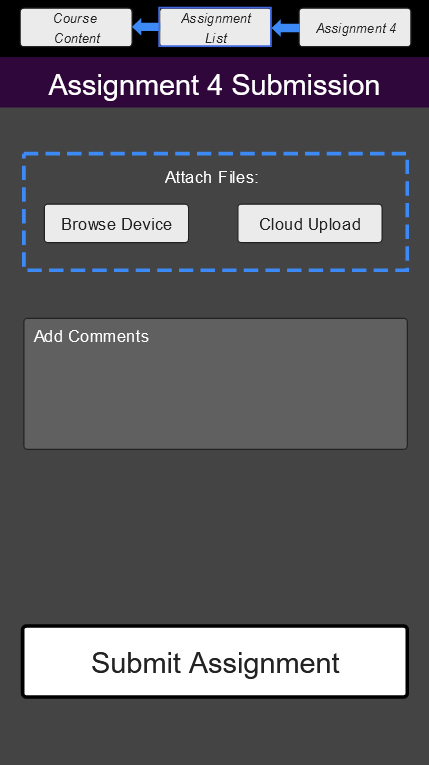 Course
Content
Assignment
List
Assignment 4
Assignment 4 Submission
Attach Files:
Browse Device
Cloud Upload
Add Comments
Submit Assignment